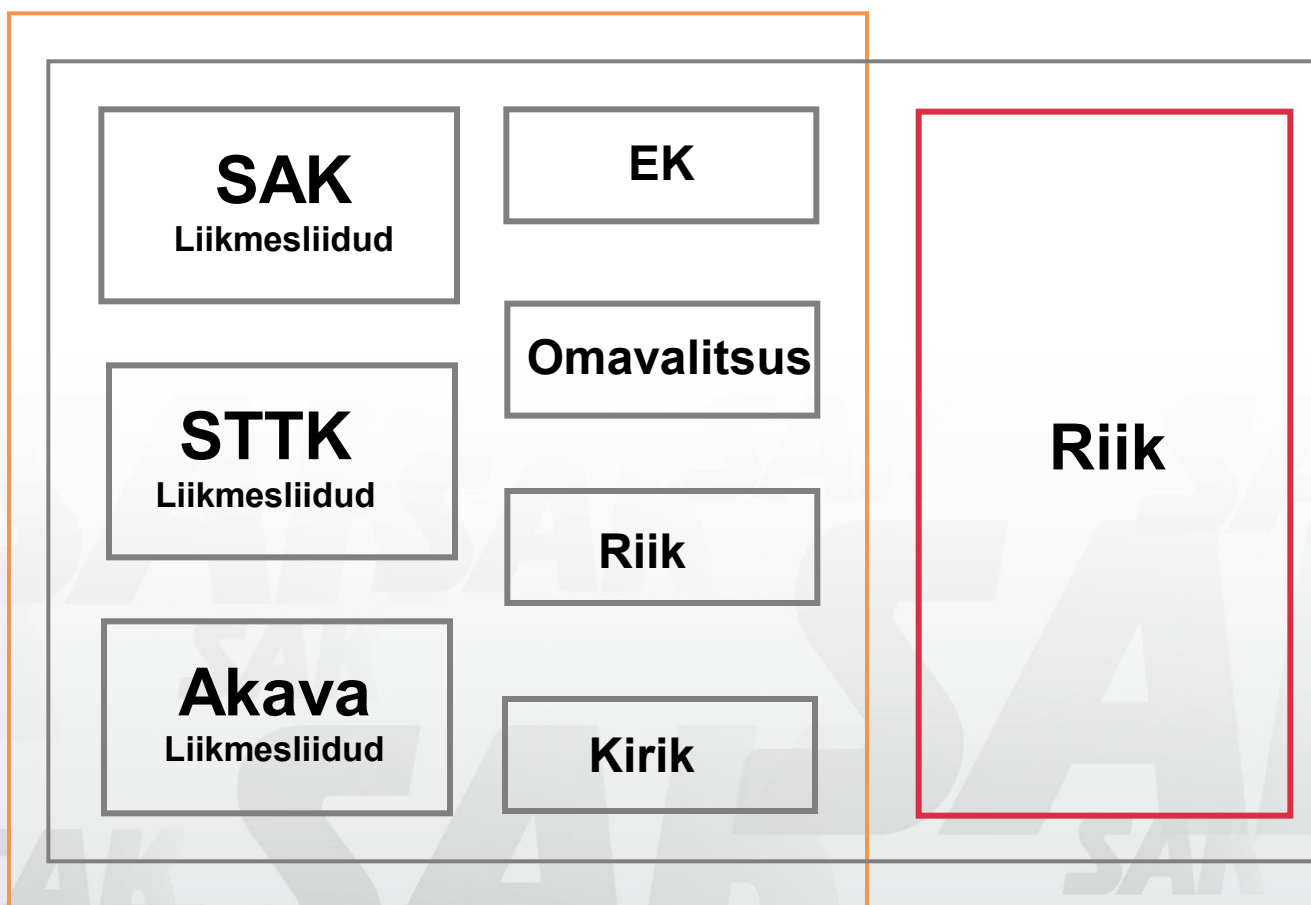 SAK
Liikmesliidud
STTK
Liikmesliidud
Akava
Liikmesliidud
EK
Omavalitsus
Riik
Kirik
Riik